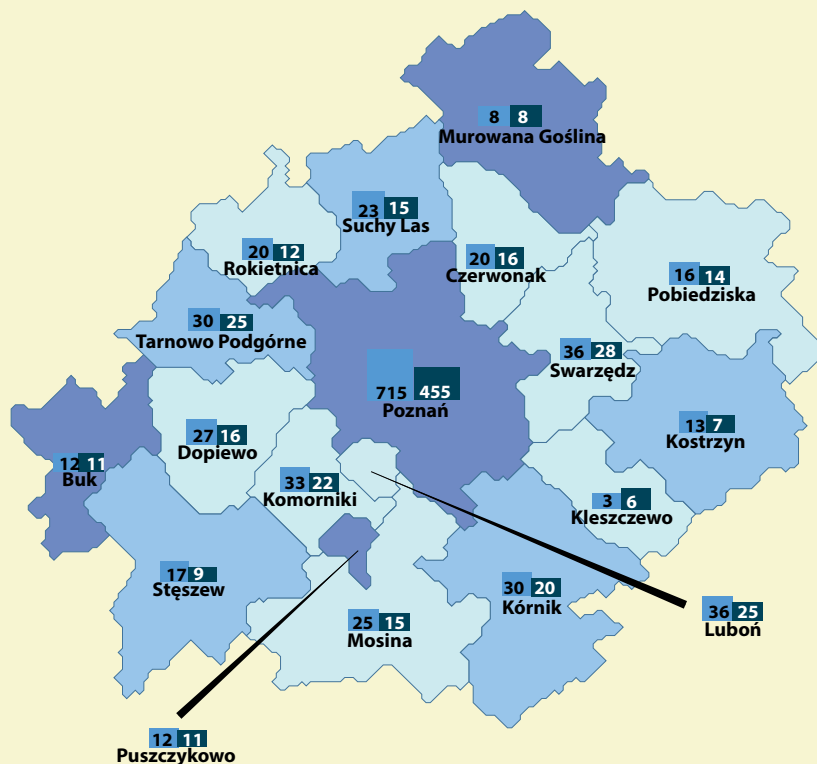 8 8
Murowana Goślina
23 15
Suchy Las
20 12
Rokietnica
20 16
Czerwonak
16 14
Pobiedziska
30 25
Tarnowo Podgórne
36 28
Swarzędz
715 455
Poznań
13 7
Kostrzyn
27 16
Dopiewo
12 11
Buk
33 22
Komorniki
3 6
Kleszczewo
17 9
Stęszew
30 20
Kórnik
36 25
Luboń
25 15
Mosina
12 11
Puszczykowo